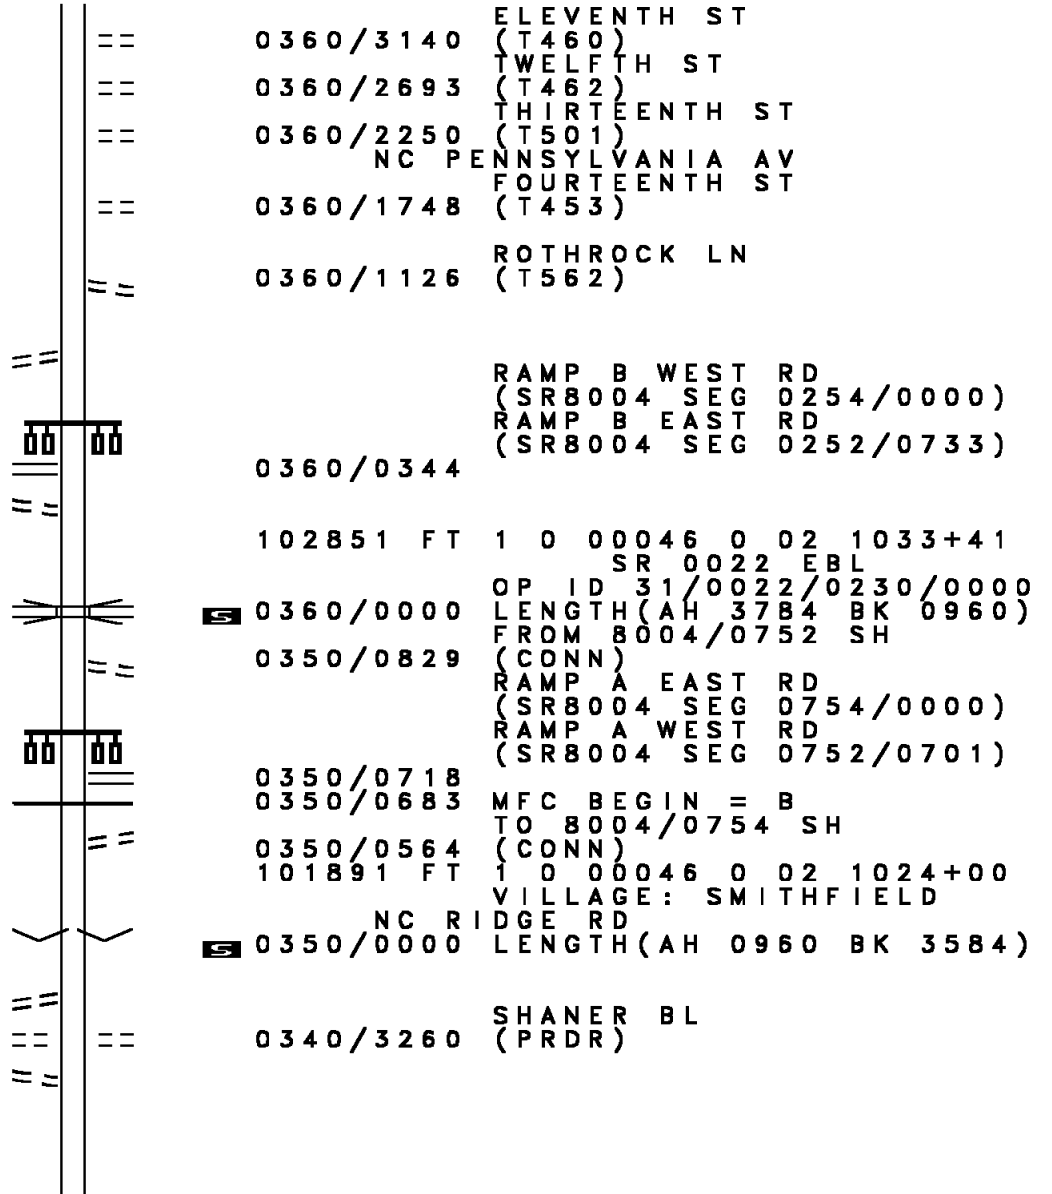 ELEVENTH ST
0360/3140 (T460)
TWELFTH ST
0360/2693 (T462)
THIRTEENTH ST
0360/2250 (T501)
NC PENNSYLVANIA AV
FOURTEENTH ST
0360/1748 (T453)
ROTHROCK LN
0360/1126 (T562)
RAMP B WEST RD
(SR8004 SEG 0254/0000)
RAMP B EAST RD
(SR8004 SEG 0252/0733)
0360/0344
102851 FT 1 0 00046 0 02 1033+41
SR 0022 EBL
OP ID 31/0022/0230/0000
S 0360/0000 LENGTH(AH 3784 BK 0960)
FROM 8004/0752 SH
0350/0829 (CONN)
RAMP A EAST RD
(SR8004 SEG 0754/0000)
RAMP A WEST RD
(SR8004 SEG 0752/0701)
0350/0718
0350/0683 MFC BEGIN = B
TO 8004/0754 SH
0350/0564 (CONN)
101891 FT 1 0 00046 0 02 1024+00
VILLAGE: SMITHFIELD
NC RIDGE RD
S 0350/0000 LENGTH(AH 0960 BK 3584)
SHANER BL
0340/3260 (PRDR)